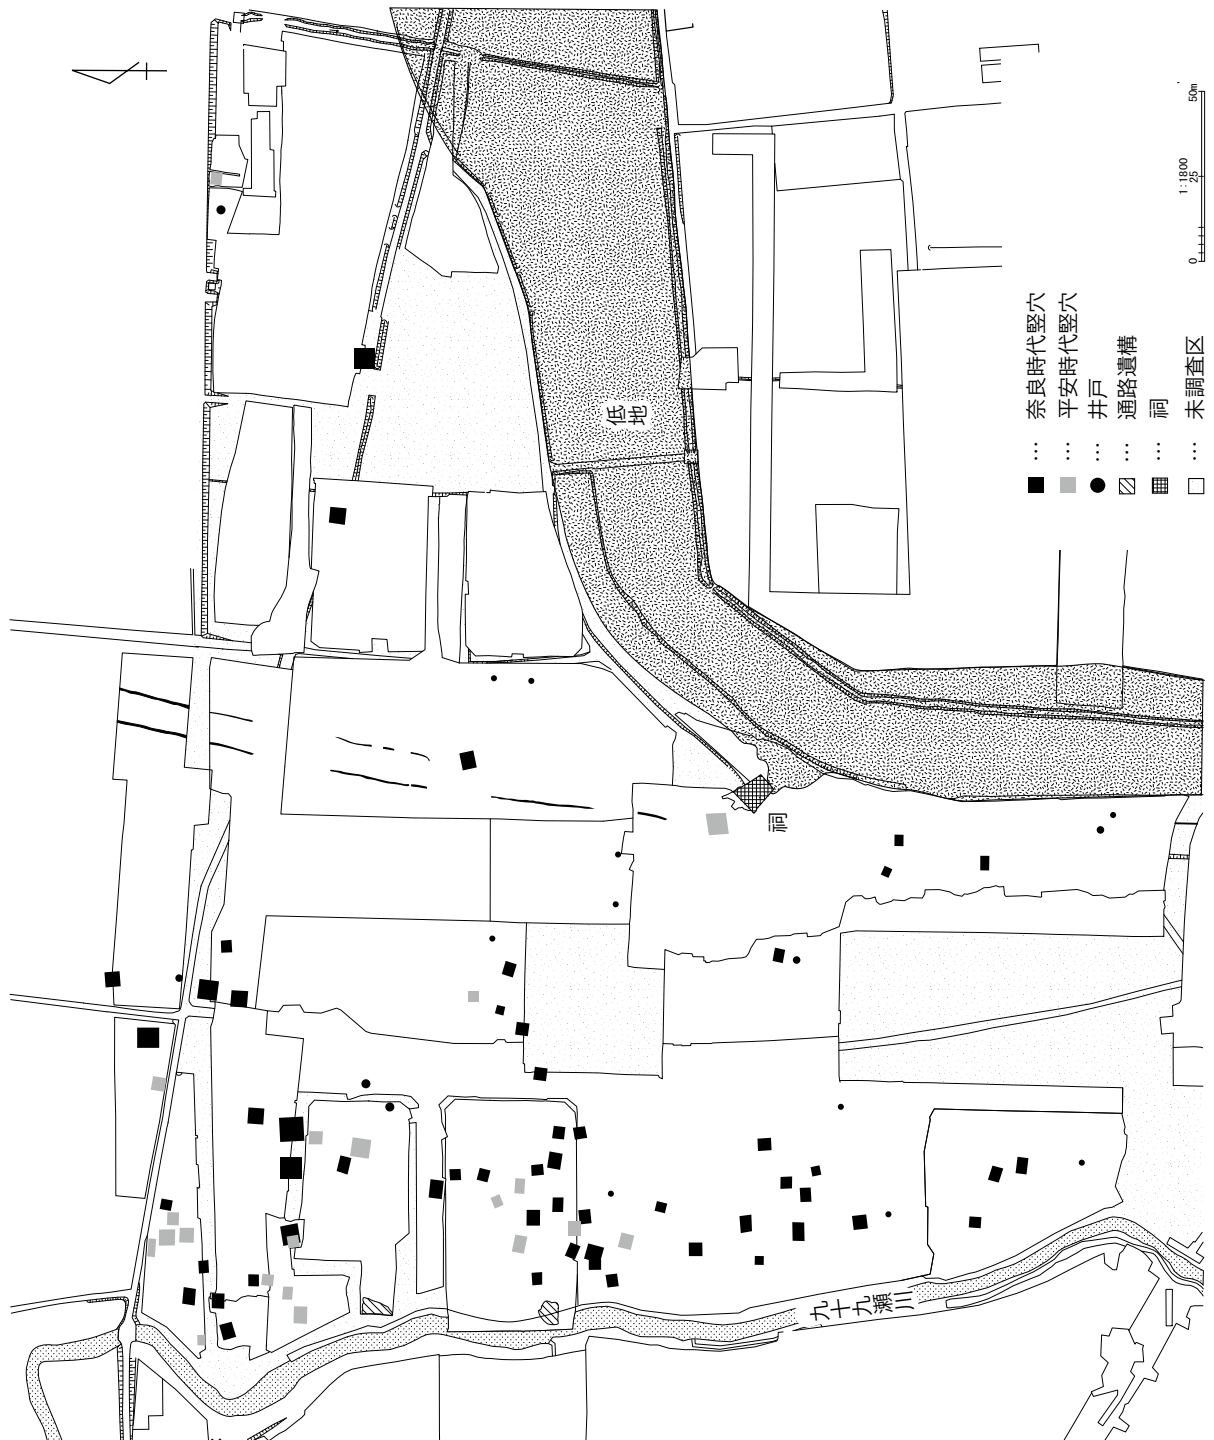 低地
祠
九十九瀬川
■ … 奈良時代竪穴
■ … 平安時代竪穴
● … 井戸
… 通路遺構
… 祠
□ … 未調査区
1:1800
0 25 50m